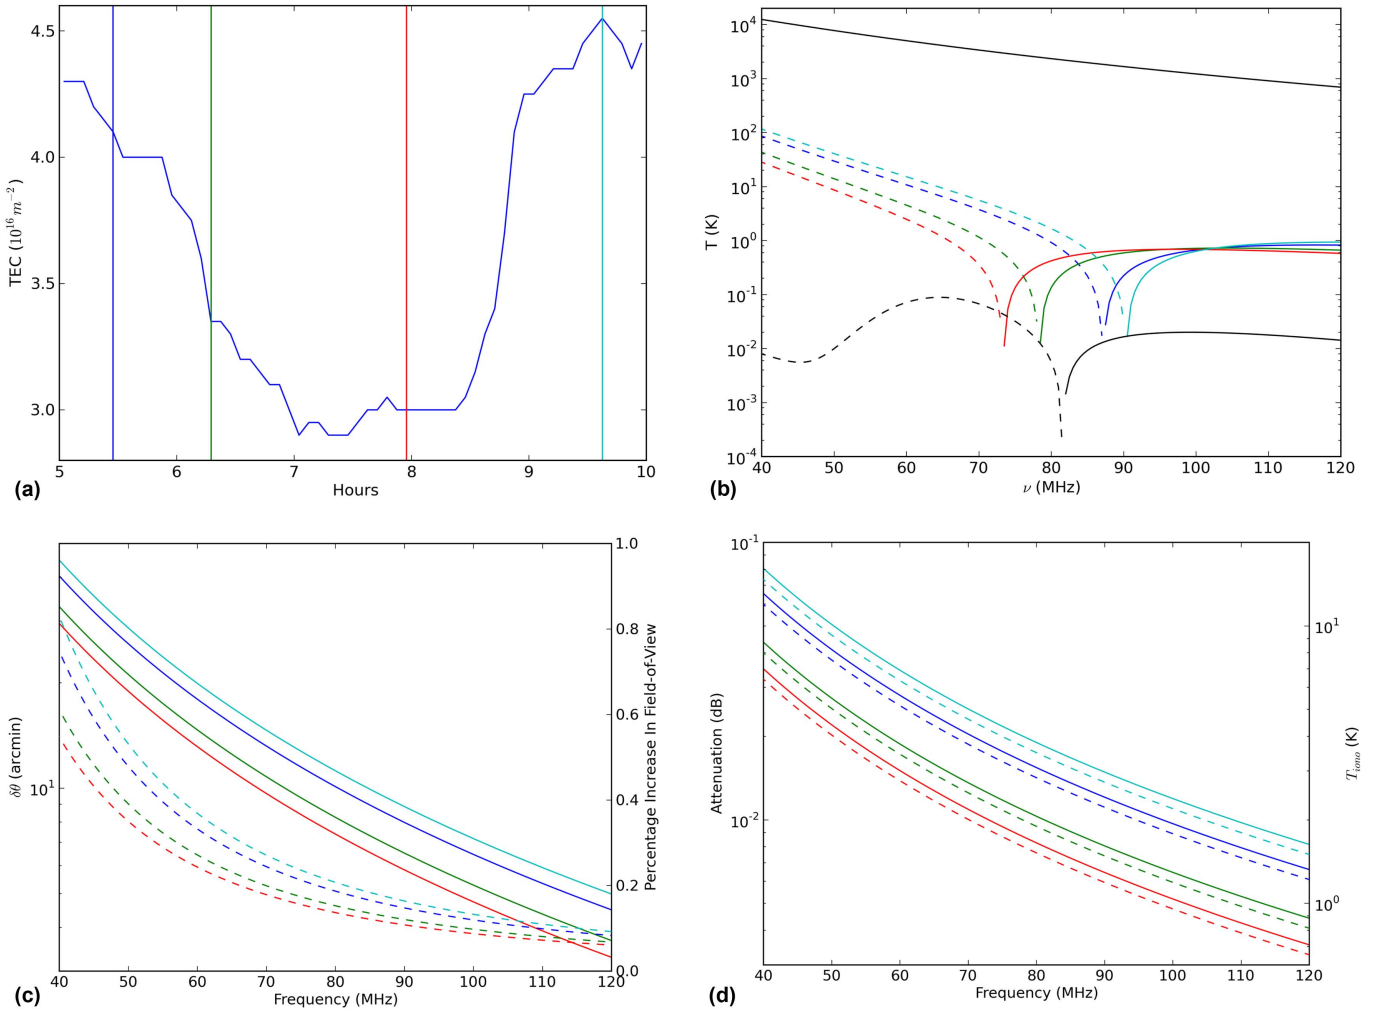 4.5
4.0
3.5
3.0
TEC (10^16 m^-2)
5 6 7 8 9 10
Hours
(a)
10^4
10^3
10^2
10^1
10^0
10^-1
10^-2
10^-3
10^-4
T (K)
40 50 60 70 80 90 100 110 120
ν (MHz)
(b)
10^1
δθ (arcmin)
1.0
0.8
0.6
0.4
0.2
0.0
Percentage Increase In Field-of-View
40 50 60 70 80 90 100 110 120
Frequency (MHz)
(c)
10^-1
10^-2
Attenuation (dB)
10^1
10^0
T_iono (K)
40 50 60 70 80 90 100 110 120
Frequency (MHz)
(d)